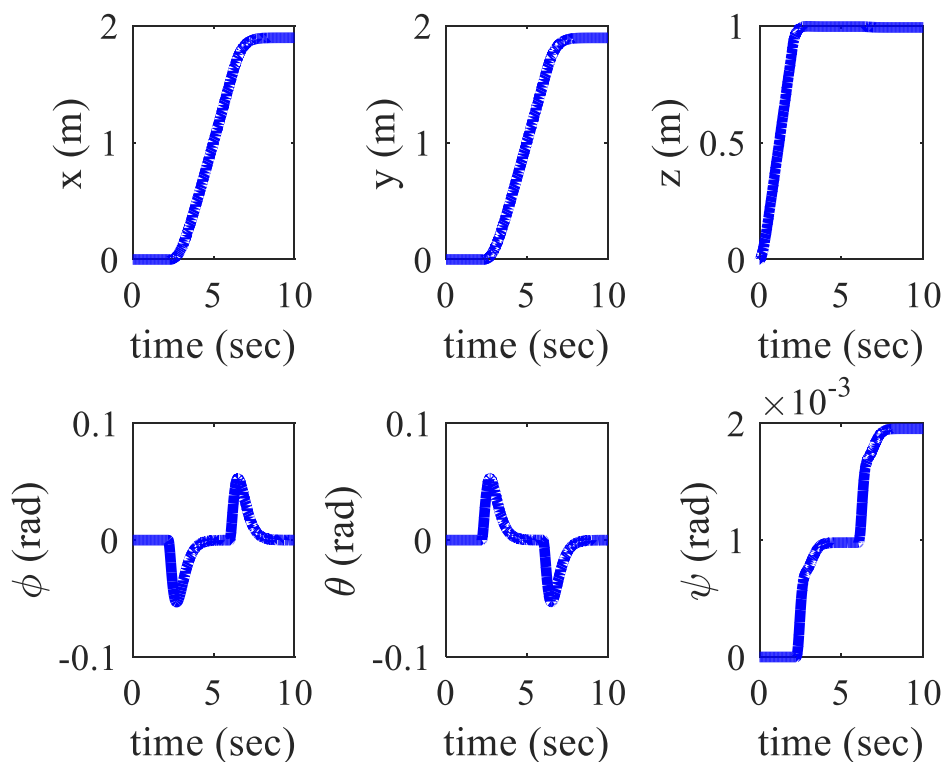 x (m)
2
1
0
0 5 10
time (sec)
y (m)
2
1
0
0 5 10
time (sec)
z (m)
1
0.5
0
0 5 10
time (sec)
ϕ (rad)
0.1
0
-0.1
0 5 10
time (sec)
θ (rad)
0.1
0
-0.1
0 5 10
time (sec)
×10⁻³
ψ (rad)
2
1
0
0 5 10
time (sec)